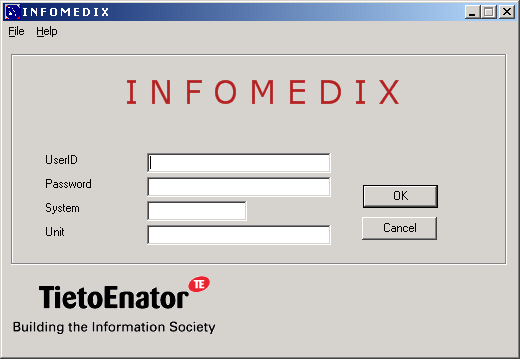 INFOMEDIX
File Help
INFOMEDIX
UserID
Password
System
Unit
OK
Cancel
TietoEnator TE
Building the Information Society